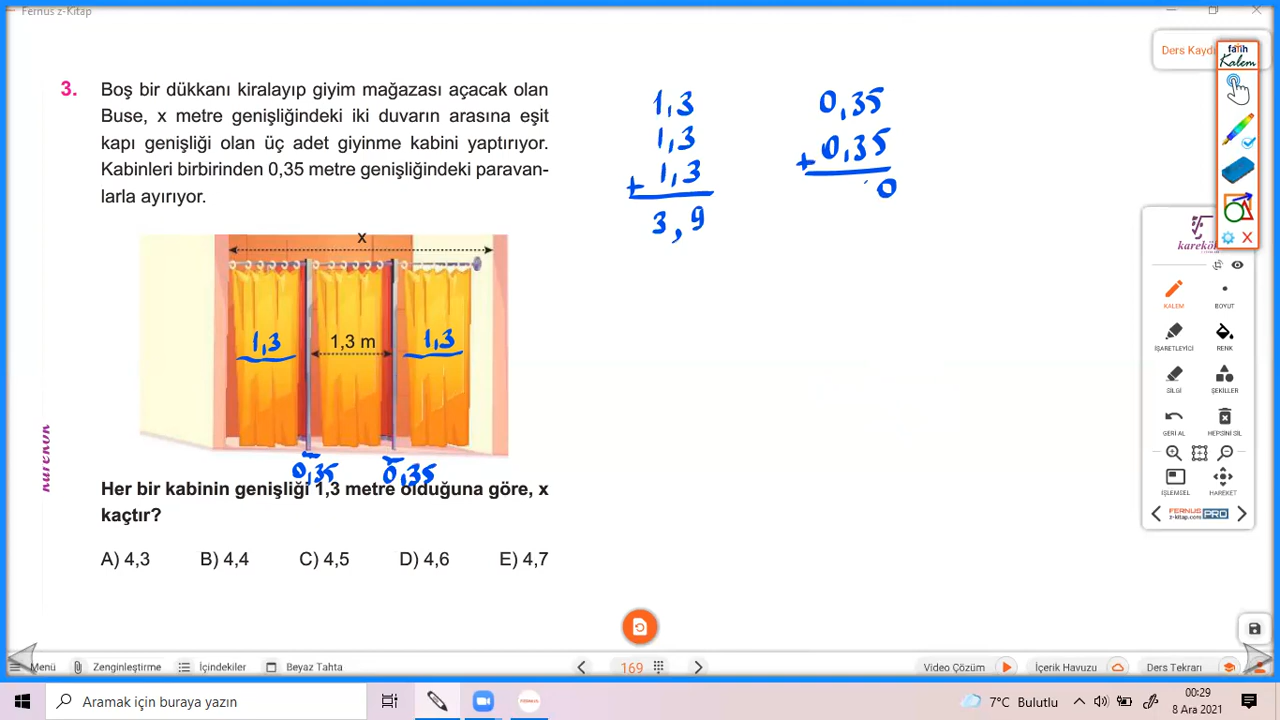 Fernus z-Kitap
Ders Kaydı
fatih
Kalem
3. Boş bir dükkanı kiralayıp giyim mağazası açacak olan
Buse, x metre genişliğindeki iki duvarın arasına eşit
kapı genişliği olan üç adet giyinme kabini yaptırıyor.
Kabinleri birbirinden 0,35 metre genişliğindeki paravan-
larla ayırıyor.
1,3
1,3
+ 1,3
3,9
0,35
+ 0,35
0
x
1,3
1,3 m
1,3
0,35
0,35
karekök
Her bir kabinin genişliği 1,3 metre olduğuna göre, x
kaçtır?
A) 4,3 B) 4,4 C) 4,5 D) 4,6 E) 4,7
karekök
KALEM
BOYUT
İŞARETLEYİCİ
RENK
SİLGİ
ŞEKİLLER
GERİ AL
HEPSİNİ SİL
İŞLEMSEL
HAREKET
FERNUS
z-kitap.com PRO
Menü
Zenginleştirme
İçindekiler
Beyaz Tahta
169
Video Çözüm
İçerik Havuzu
Ders Tekrarı
Aramak için buraya yazın
FERNUS
7°C Bulutlu
00:29
8 Ara 2021